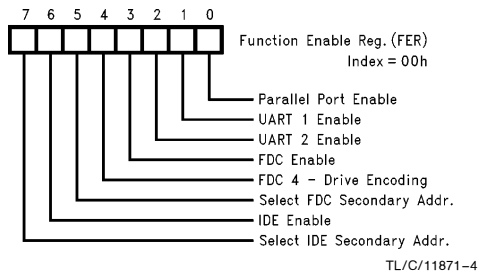 7 6 5 4 3 2 1 0
Function Enable Reg. (FER)
Index = 00h
Parallel Port Enable
UART 1 Enable
UART 2 Enable
FDC Enable
FDC 4 – Drive Encoding
Select FDC Secondary Addr.
IDE Enable
Select IDE Secondary Addr.
TL/C/11871–4